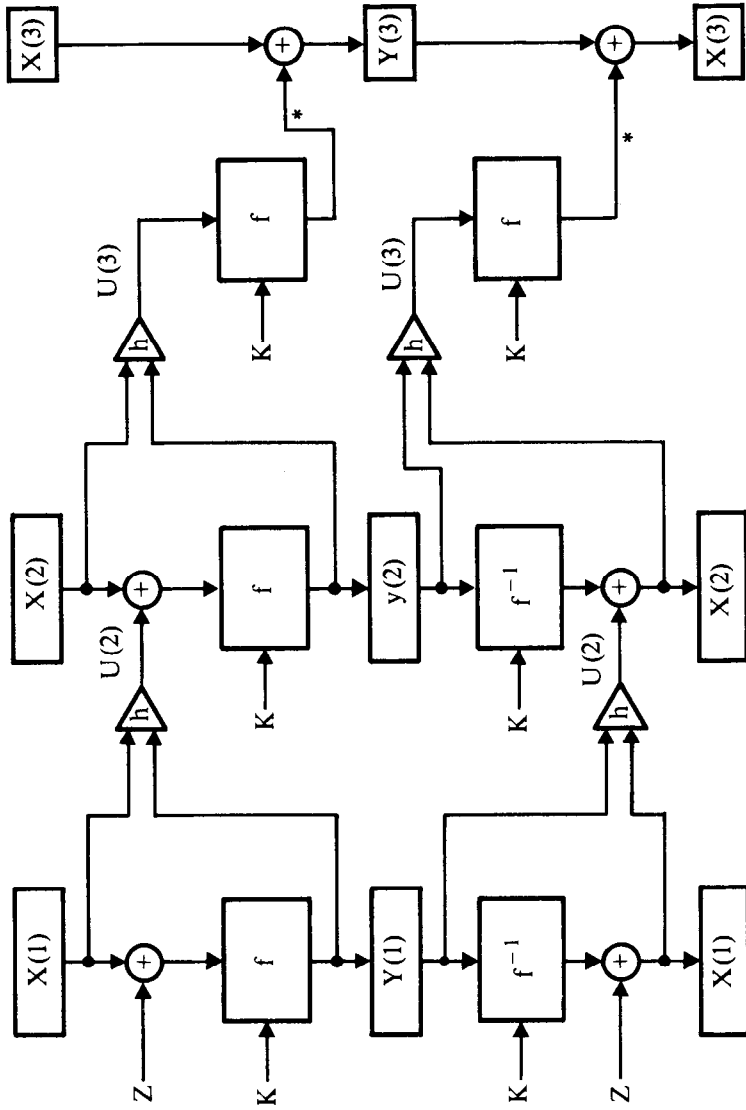 X(1)
X(2)
X(3)
U(2)
U(3)
Z
+
h
+
h
K
f
K
f
K
f
+
*
Y(1)
y(2)
h
U(3)
Y(3)
K
f⁻¹
K
f⁻¹
K
f
U(2)
Z
+
h
+
+
*
X(1)
X(2)
X(3)